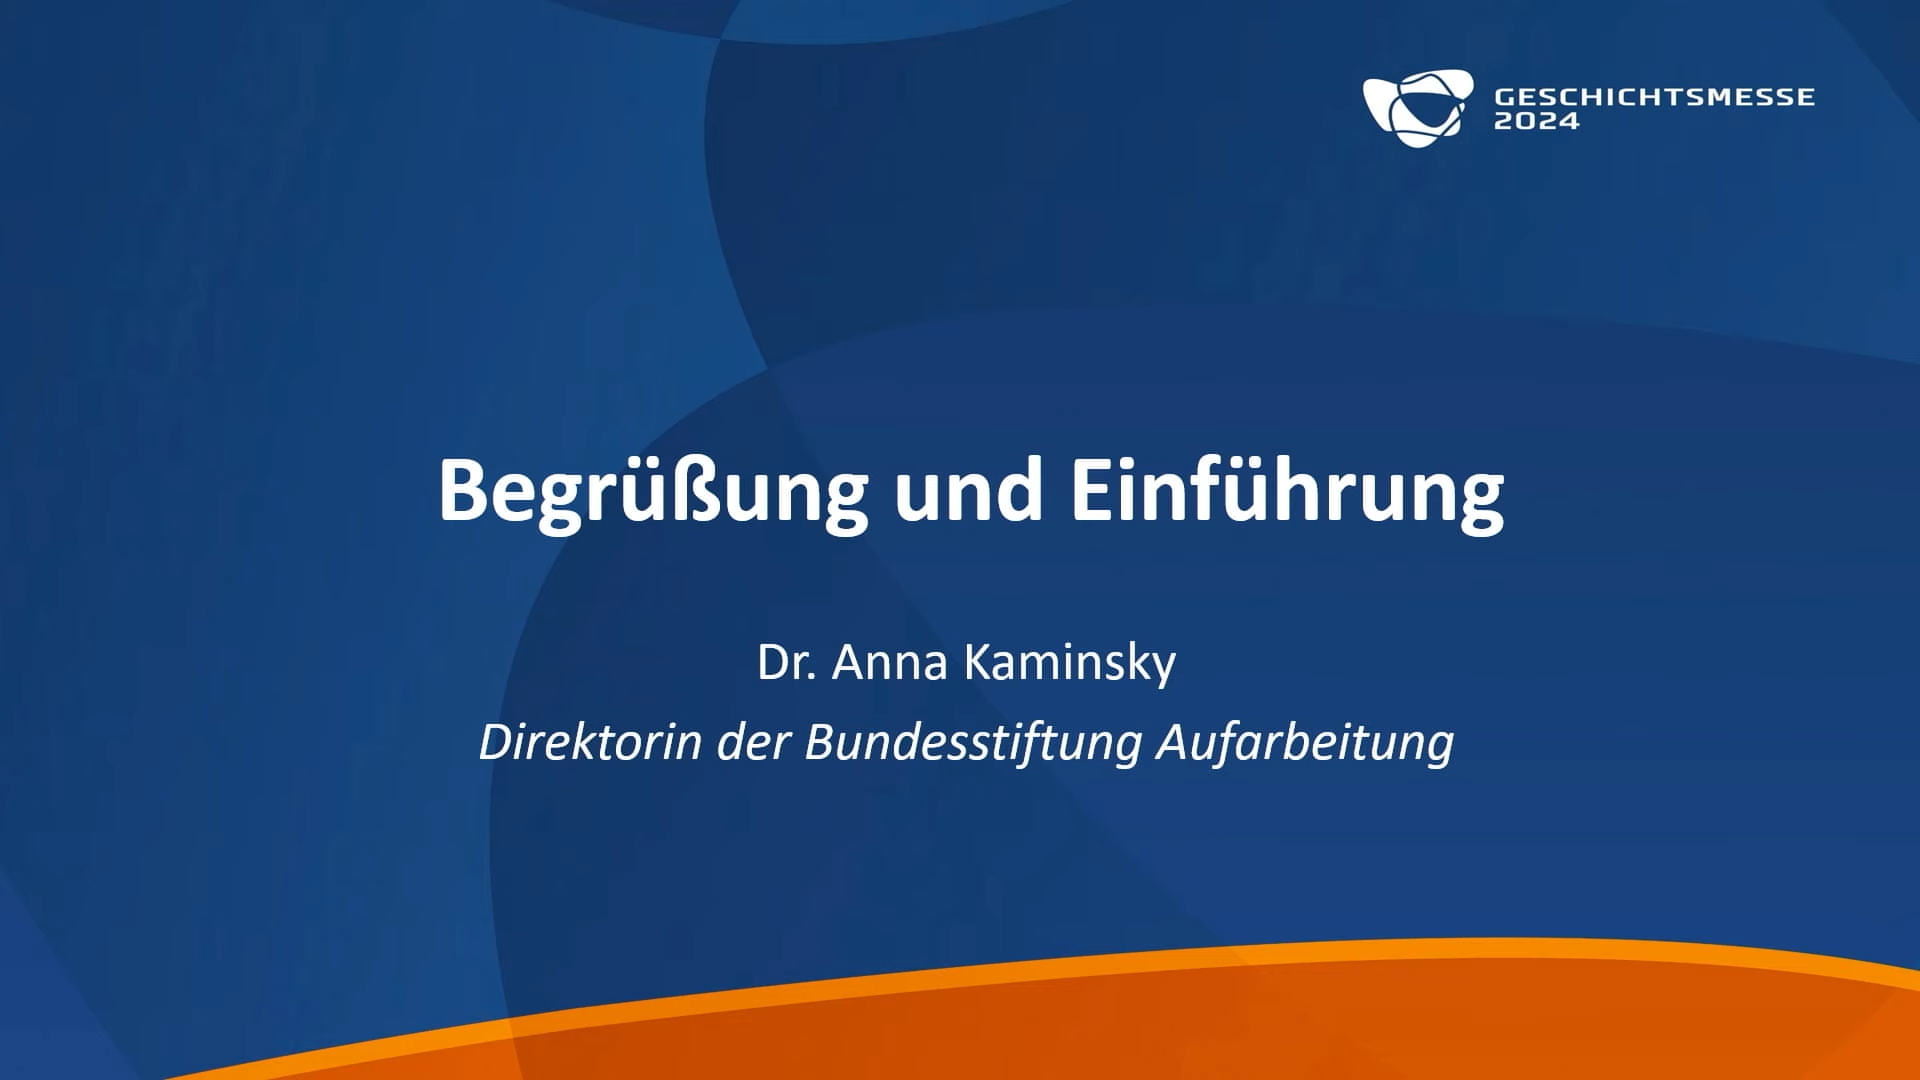 GESCHICHTSMESSE
2024
Begrüßung und Einführung
Dr. Anna Kaminsky
Direktorin der Bundesstiftung Aufarbeitung